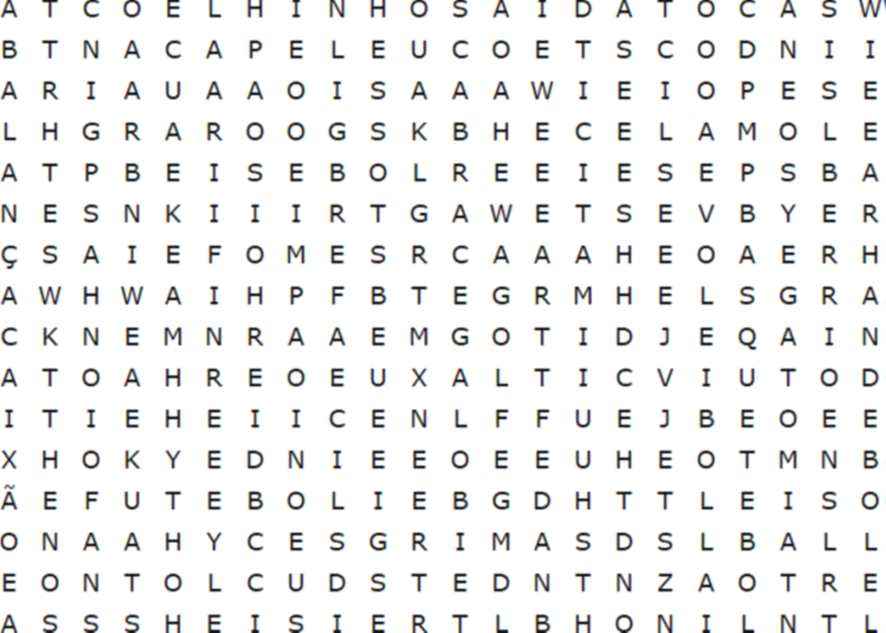 A T C O E L H I N H O S A I D A T O C A S W
B T N A C A P E L E U C O E T S C O D N I I
A R I A U A A O I S A A A W I E I O P E S E
L H G R A R O O G S K B H E C E L A M O L E
A T P B E I S E B O L R E E I E S E P S B A
N E S N K I I I R T G A W E T S E V B Y E R
Ç S A I E F O M E S R C A A A H E O A E R H
A W H W A I H P F B T E G R M H E L S G R A
C K N E M N R A A E M G O T I D J E Q A I N
A T O A H R E O E U X A L T I C V I U T O D
I T I E H E I I C E N L F F U E J B E O E E
X H O K Y E D N I E E O E E U H E O T M N B
Ã E F U T E B O L I E B G D H T T L E I S O
O N A A H Y C E S G R I M A S D S L B A L L
E O N T O L C U D S T E D N T N Z A O T R E
A S S S H E I S I E R T L B H O N I L N T L